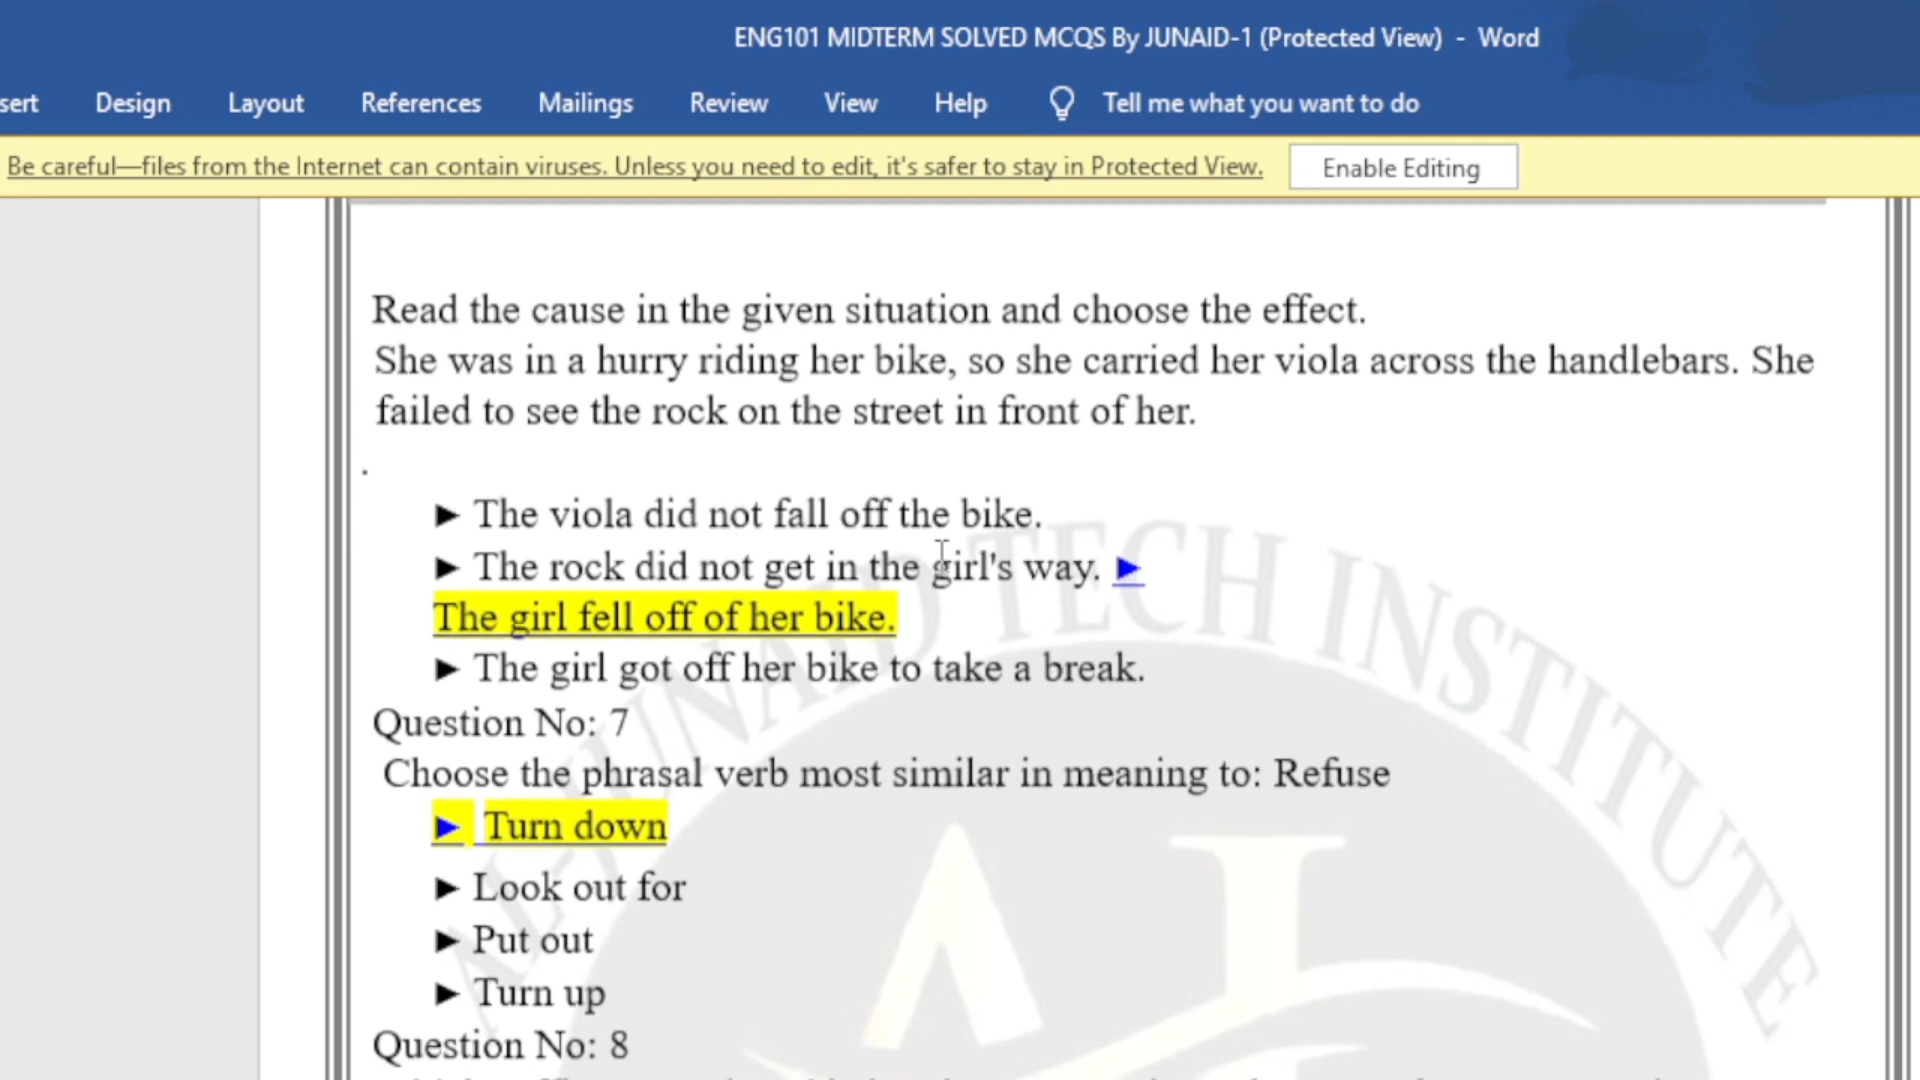 ENG101 MIDTERM SOLVED MCQS By JUNAID-1 (Protected View) - Word
sert Design Layout References Mailings Review View Help Tell me what you want to do
Be careful—files from the Internet can contain viruses. Unless you need to edit, it's safer to stay in Protected View. Enable Editing
Read the cause in the given situation and choose the effect.
She was in a hurry riding her bike, so she carried her viola across the handlebars. She
failed to see the rock on the street in front of her.
.
► The viola did not fall off the bike.
► The rock did not get in the girl's way. ►
The girl fell off of her bike.
► The girl got off her bike to take a break.
Question No: 7
Choose the phrasal verb most similar in meaning to: Refuse
► Turn down
► Look out for
► Put out
► Turn up
Question No: 8
AL-JUNAID TECH INSTITUTE